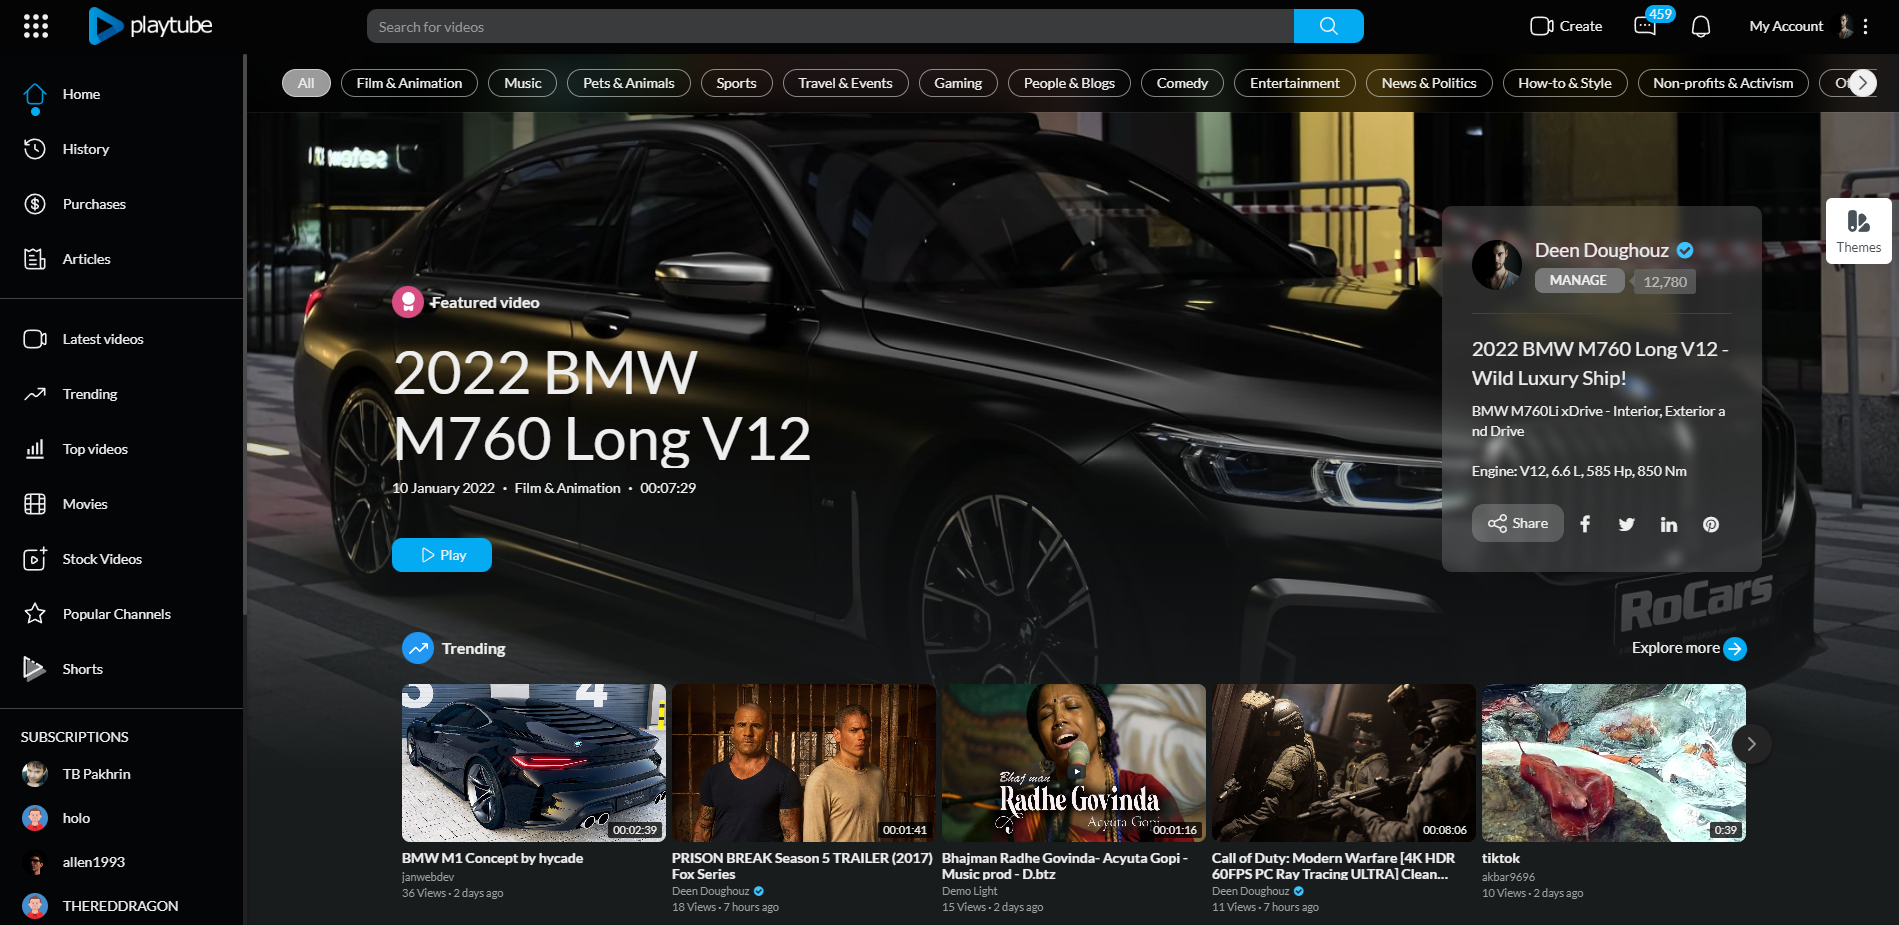 playtube
Search for videos
Create
459
My Account
Home
History
Purchases
Articles
Latest videos
Trending
Top videos
Movies
Stock Videos
Popular Channels
Shorts
SUBSCRIPTIONS
TB Pakhrin
holo
allen1993
THEREDDRAGON
All
Film & Animation
Music
Pets & Animals
Sports
Travel & Events
Gaming
People & Blogs
Comedy
Entertainment
News & Politics
How-to & Style
Non-profits & Activism
Featured video
2022 BMW
M760 Long V12
10 January 2022 • Film & Animation • 00:07:29
Play
Deen Doughouz
MANAGE
12,780
2022 BMW M760 Long V12 -
Wild Luxury Ship!
BMW M760Li xDrive - Interior, Exterior a
nd Drive
Engine: V12, 6.6 L, 585 Hp, 850 Nm
Share
Themes
RoCars
Trending
Explore more
4
00:02:39
BMW M1 Concept by hycade
janwebdev
36 Views • 2 days ago
00:01:41
PRISON BREAK Season 5 TRAILER (2017)
Fox Series
Deen Doughouz
18 Views • 7 hours ago
Bhaj man
Radhe Govinda
Acyuta Gopi
00:01:16
Bhajman Radhe Govinda- Acyuta Gopi -
Music prod - D.btz
Demo Light
15 Views • 2 days ago
00:08:06
Call of Duty: Modern Warfare [4K HDR
60FPS PC Ray Tracing ULTRA] Clean...
Deen Doughouz
11 Views • 7 hours ago
0:39
tiktok
akbar9696
10 Views • 2 days ago